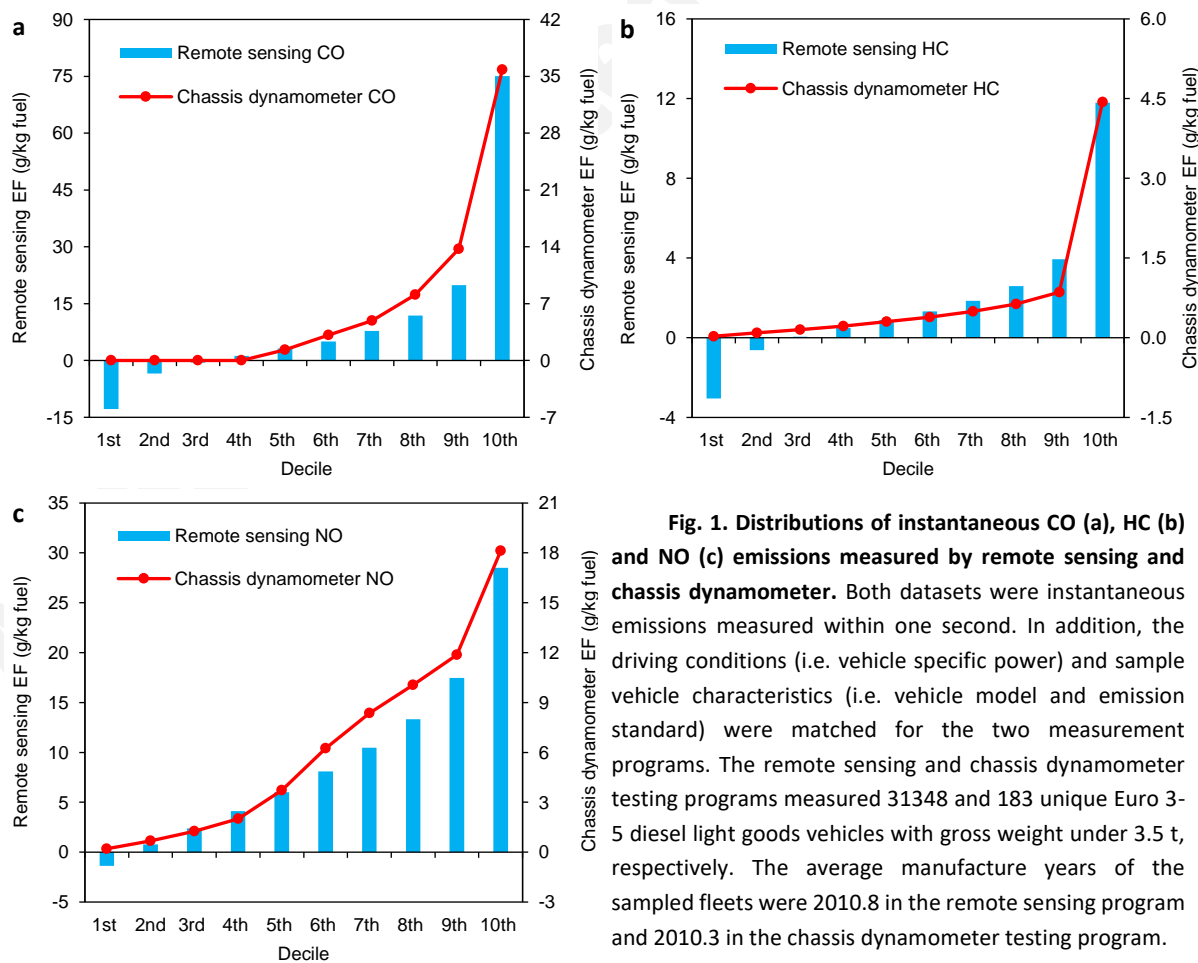 a
Remote sensing CO
Chassis dynamometer CO
Remote sensing EF (g/kg fuel)
90
75
60
45
30
15
0
-15
Chassis dynamometer EF (g/kg fuel)
42
35
28
21
14
7
0
-7
1st 2nd 3rd 4th 5th 6th 7th 8th 9th 10th
Decile
b
Remote sensing HC
Chassis dynamometer HC
Remote sensing EF (g/kg fuel)
16
12
8
4
0
-4
Chassis dynamometer EF (g/kg fuel)
6.0
4.5
3.0
1.5
0.0
-1.5
1st 2nd 3rd 4th 5th 6th 7th 8th 9th 10th
Decile
c
Remote sensing NO
Chassis dynamometer NO
Remote sensing EF (g/kg fuel)
35
30
25
20
15
10
5
0
-5
Chassis dynamometer EF (g/kg fuel)
21
18
15
12
9
6
3
0
-3
1st 2nd 3rd 4th 5th 6th 7th 8th 9th 10th
Decile
Fig. 1. Distributions of instantaneous CO (a), HC (b)
and NO (c) emissions measured by remote sensing and
chassis dynamometer. Both datasets were instantaneous
emissions measured within one second. In addition, the
driving conditions (i.e. vehicle specific power) and sample
vehicle characteristics (i.e. vehicle model and emission
standard) were matched for the two measurement
programs. The remote sensing and chassis dynamometer
testing programs measured 31348 and 183 unique Euro 3-
5 diesel light goods vehicles with gross weight under 3.5 t,
respectively. The average manufacture years of the
sampled fleets were 2010.8 in the remote sensing program
and 2010.3 in the chassis dynamometer testing program.